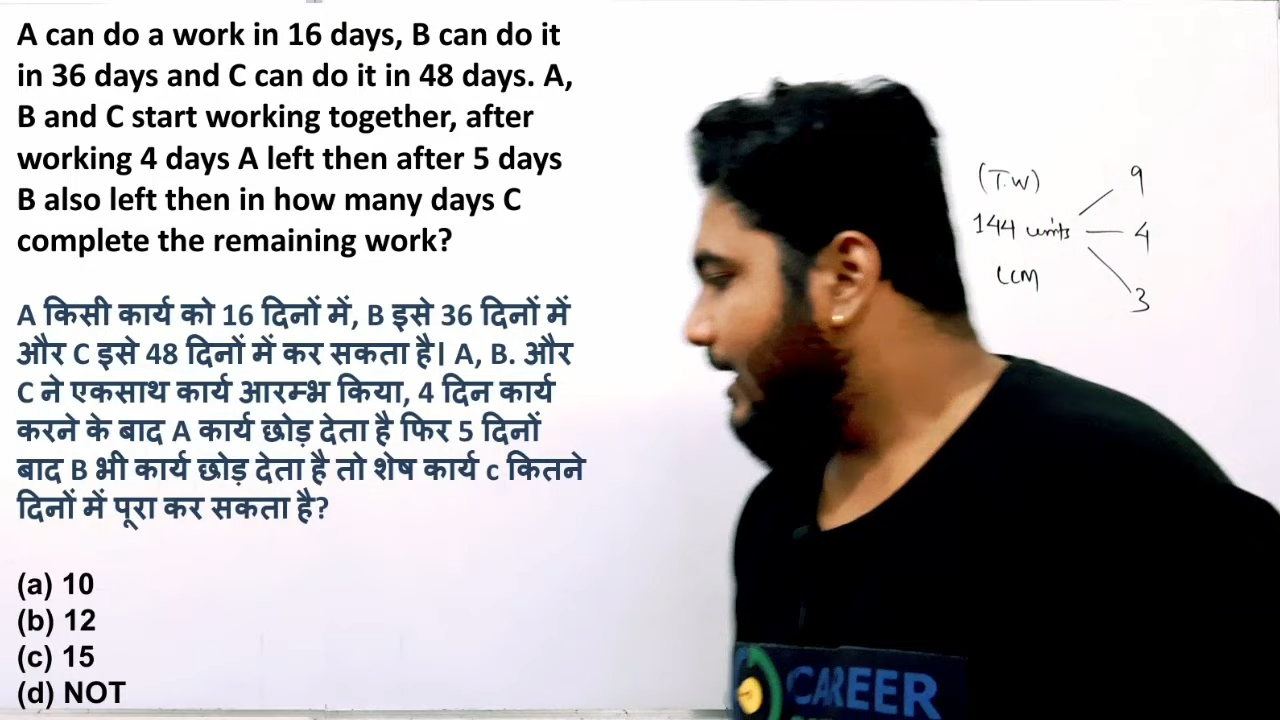 A can do a work in 16 days, B can do it
in 36 days and C can do it in 48 days. A,
B and C start working together, after
working 4 days A left then after 5 days
B also left then in how many days C
complete the remaining work?
A किसी कार्य को 16 दिनों में, B इसे 36 दिनों में
और C इसे 48 दिनों में कर सकता है। A, B. और
C ने एकसाथ कार्य आरम्भ किया, 4 दिन कार्य
करने के बाद A कार्य छोड़ देता है फिर 5 दिनों
बाद B भी कार्य छोड़ देता है तो शेष कार्य c कितने
दिनों में पूरा कर सकता है?
(a) 10
(b) 12
(c) 15
(d) NOT
(T.W)
144 units
LCM
9
4
3
CAREER